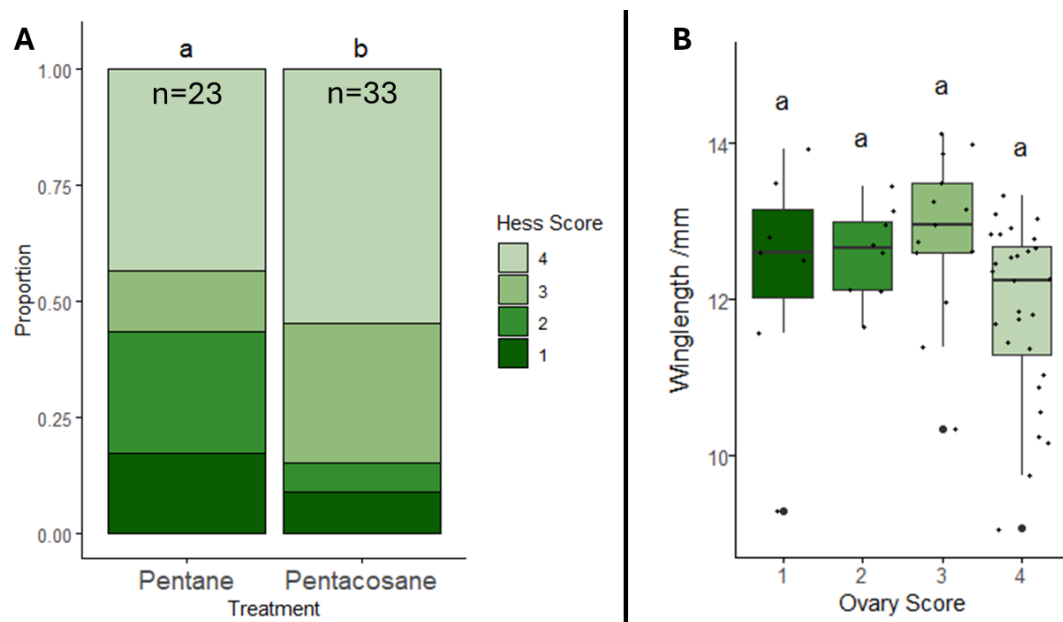 A
a b
n=23 n=33
1.00
0.75
0.50
0.25
0.00
Proportion
Pentane Pentacosane
Treatment
Hess Score
4
3
2
1
B
a a a a
14
12
10
Winglength /mm
1 2 3 4
Ovary Score